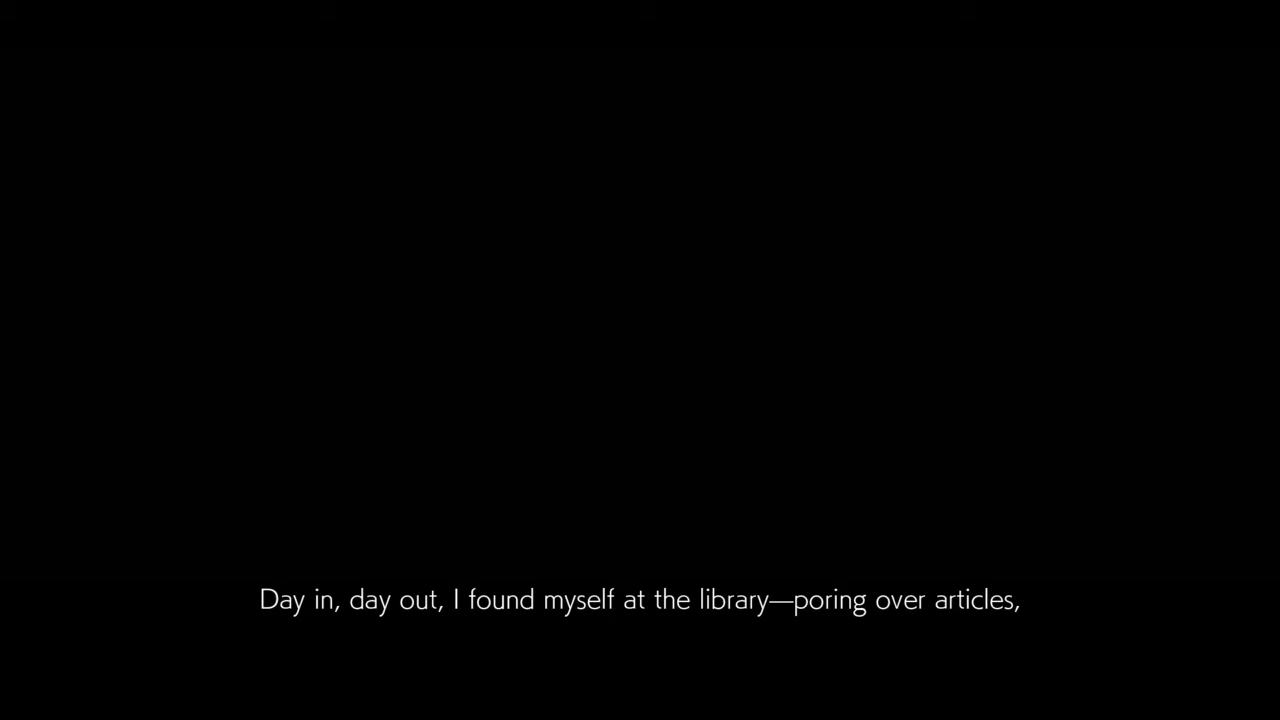 Day in, day out, I found myself at the library—poring over articles,